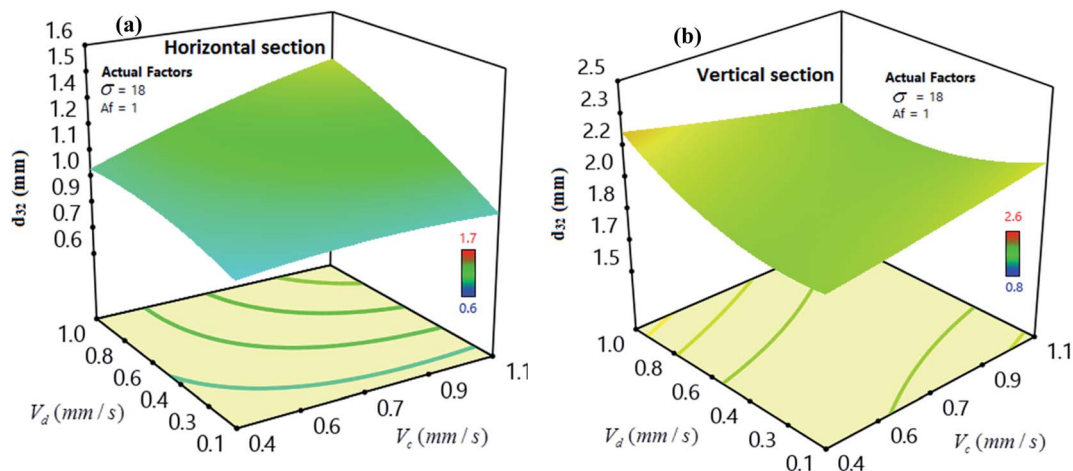 (a)
Horizontal section
Actual Factors
σ = 18
Af = 1
d32 (mm)
1.6
1.5
1.4
1.3
1.2
1.1
1.0
0.9
0.7
0.6
1.7
0.6
1.0
0.8
0.6
0.4
0.3
0.1
V_d (mm / s)
0.4
0.6
0.7
0.9
1.1
V_c (mm / s)
(b)
Vertical section
Actual Factors
σ = 18
Af = 1
d32 (mm)
2.5
2.3
2.2
2.0
1.8
1.7
1.5
2.6
0.8
1.0
0.8
0.6
0.4
0.3
0.1
V_d (mm / s)
0.4
0.6
0.7
0.9
1.1
V_c (mm / s)